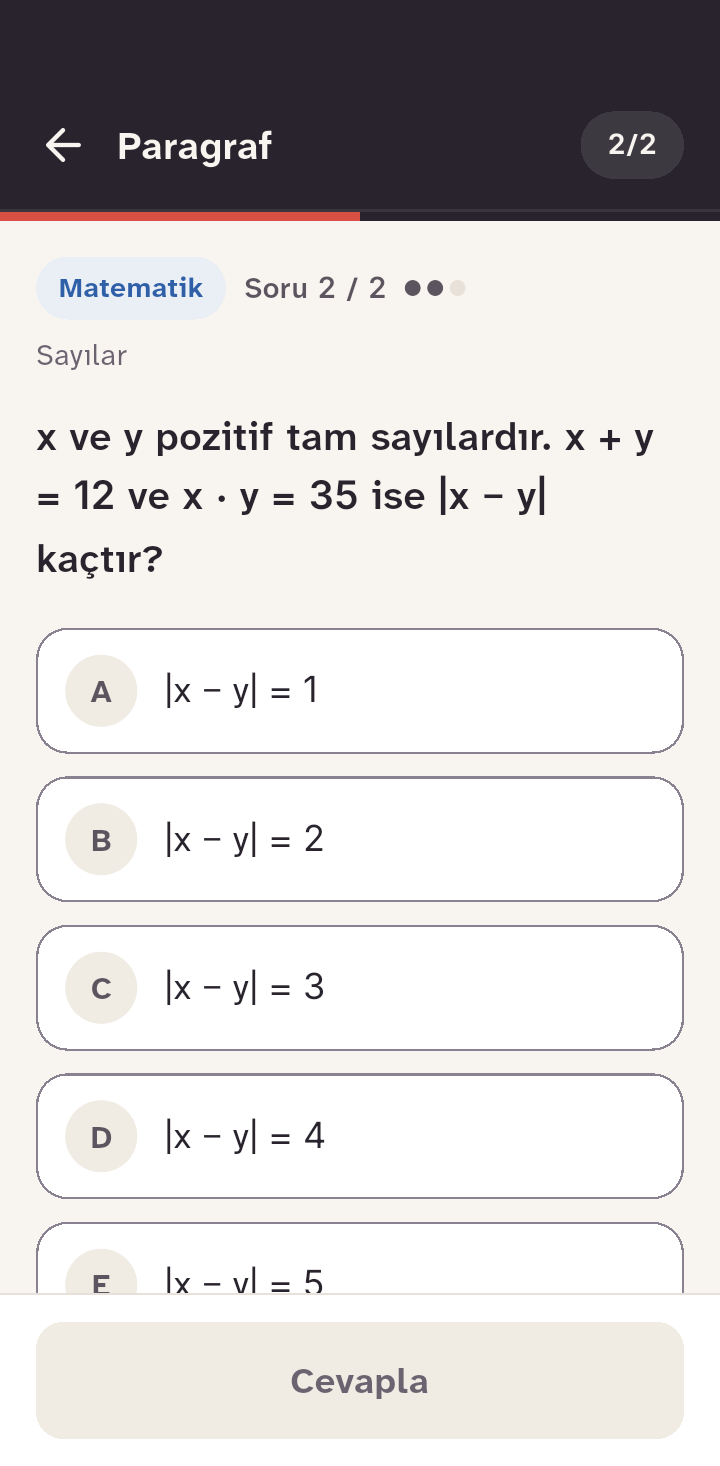 Paragraf
2/2
Matematik
Soru 2 / 2
Sayılar
x ve y pozitif tam sayılardır. x + y
= 12 ve x · y = 35 ise |x − y|
kaçtır?
A |x − y| = 1
B |x − y| = 2
C |x − y| = 3
D |x − y| = 4
E |x − y| = 5
Cevapla